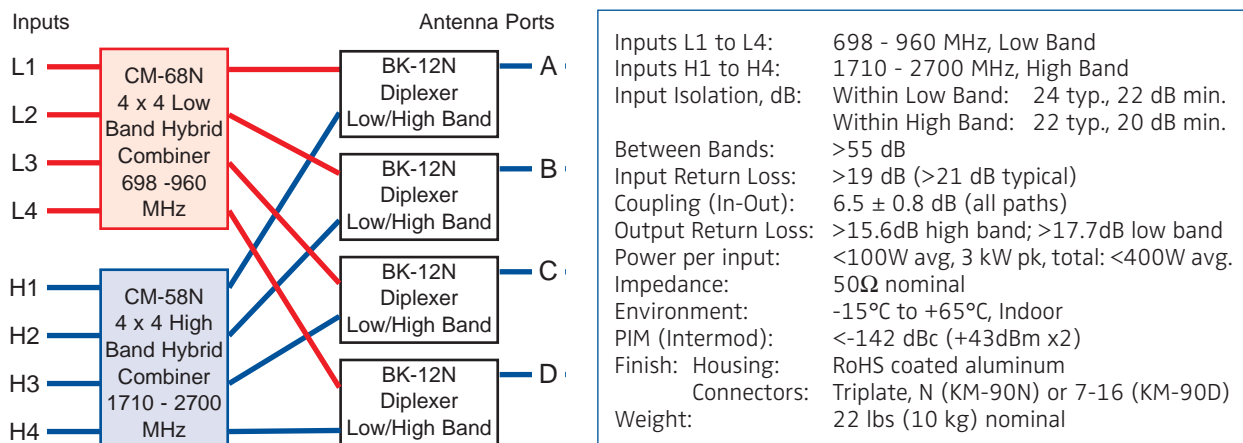 Inputs
Antenna Ports
L1
L2
L3
L4
CM-68N
4 x 4 Low
Band Hybrid
Combiner
698 -960
MHz
H1
H2
H3
H4
CM-58N
4 x 4 High
Band Hybrid
Combiner
1710 - 2700
MHz
BK-12N
Diplexer
Low/High Band
A
BK-12N
Diplexer
Low/High Band
B
BK-12N
Diplexer
Low/High Band
C
BK-12N
Diplexer
Low/High Band
D
Inputs L1 to L4: 698 - 960 MHz, Low Band
Inputs H1 to H4: 1710 - 2700 MHz, High Band
Input Isolation, dB: Within Low Band: 24 typ., 22 dB min.
Within High Band: 22 typ., 20 dB min.
Between Bands: >55 dB
Input Return Loss: >19 dB (>21 dB typical)
Coupling (In-Out): 6.5 ± 0.8 dB (all paths)
Output Return Loss: >15.6dB high band; >17.7dB low band
Power per input: <100W avg, 3 kW pk, total: <400W avg.
Impedance: 50Ω nominal
Environment: -15°C to +65°C, Indoor
PIM (Intermod): <-142 dBc (+43dBm x2)
Finish: Housing: RoHS coated aluminum
Connectors: Triplate, N (KM-90N) or 7-16 (KM-90D)
Weight: 22 lbs (10 kg) nominal